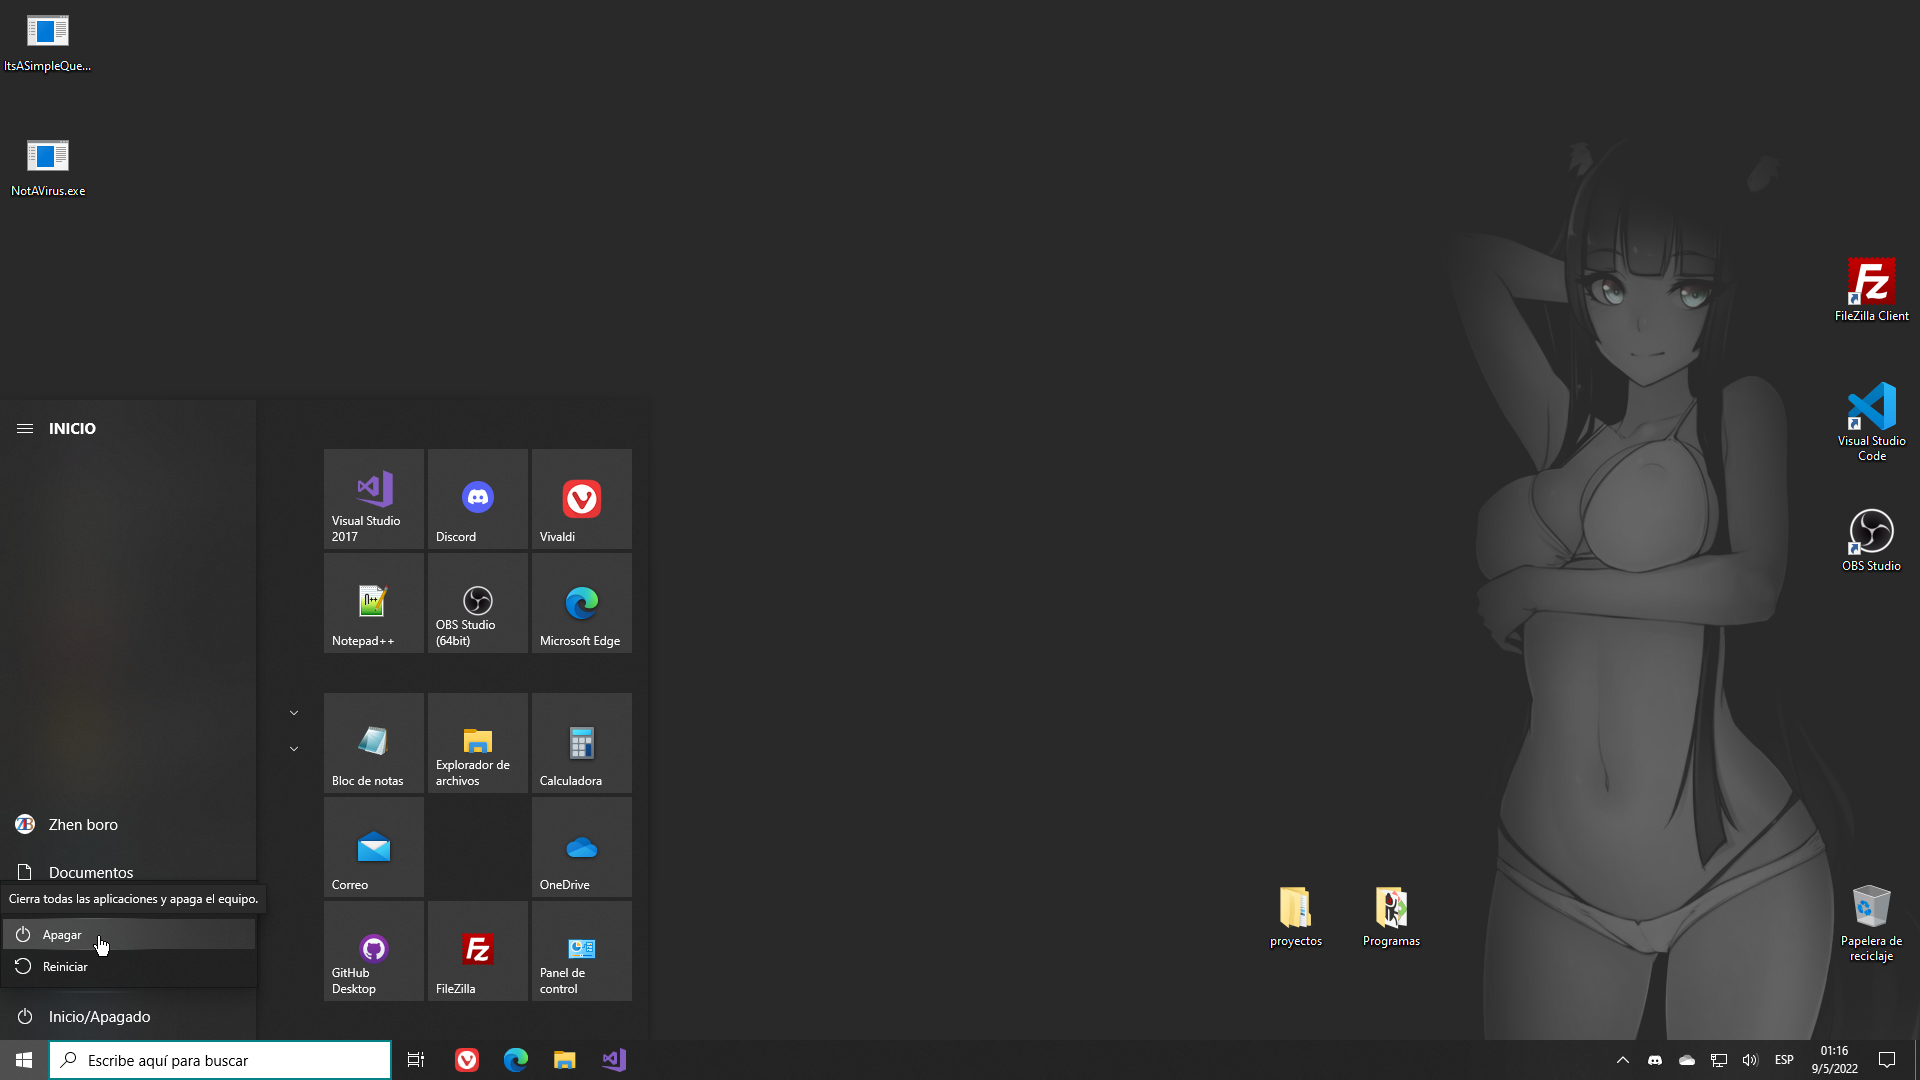 ItsASimpleQue...
NotAVirus.exe
FileZilla Client
Visual Studio
Code
OBS Studio
INICIO
Visual Studio
2017
Discord
Vivaldi
Notepad++
OBS Studio
(64bit)
Microsoft Edge
Bloc de notas
Explorador de
archivos
Calculadora
Zhen boro
Documentos
Correo
OneDrive
Cierra todas las aplicaciones y apaga el equipo.
Apagar
Reiniciar
GitHub
Desktop
FileZilla
Panel de
control
proyectos
Programas
Papelera de
reciclaje
Inicio/Apagado
Escribe aquí para buscar
ESP
01:16
9/5/2022